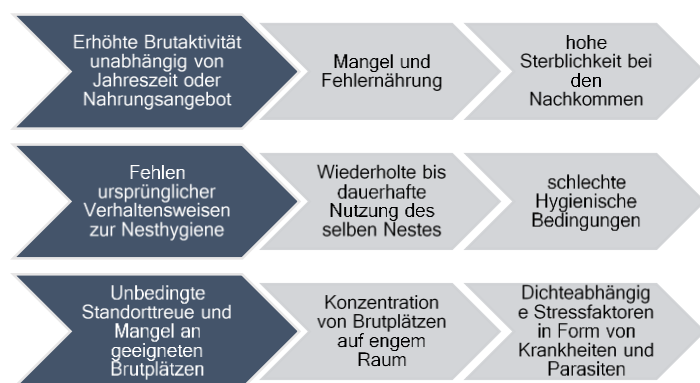 Erhöhte Brutaktivität
unabhängig von
Jahreszeit oder
Nahrungsangebot
Mangel und
Fehlernährung
hohe
Sterblichkeit bei
den
Nachkommen
Fehlen
ursprünglicher
Verhaltensweisen
zur Nesthygiene
Wiederholte bis
dauerhafte
Nutzung des
selben Nestes
schlechte
Hygienische
Bedingungen
Unbedingte
Standorttreue und
Mangel an
geeigneten
Brutplätzen
Konzentration
von Brutplätzen
auf engem
Raum
Dichteabhängig
e Stressfaktoren
in Form von
Krankheiten und
Parasiten